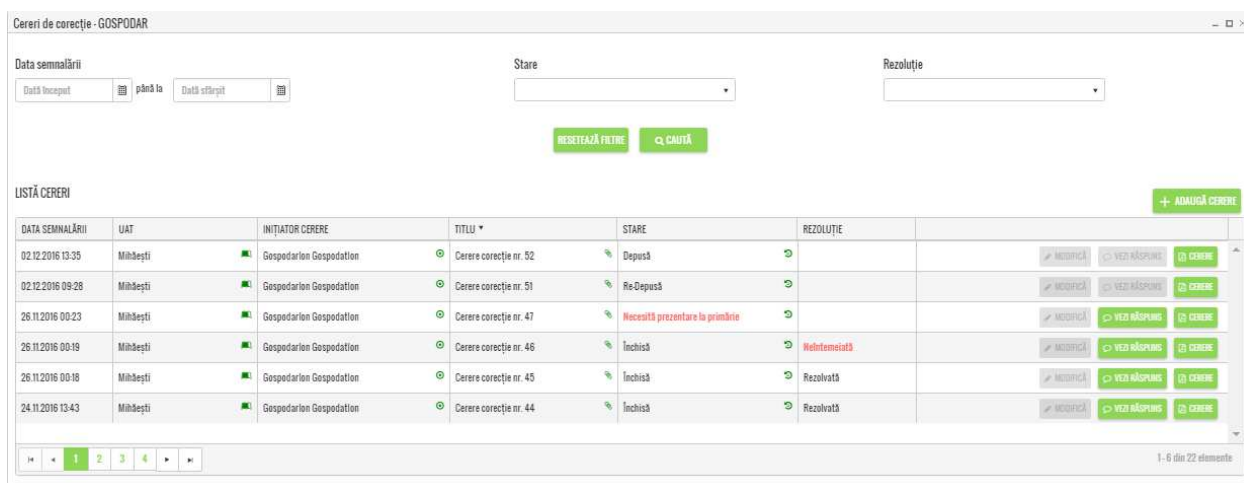 Cereri de corecție - GOSPODAR
Data semnalării Stare Rezoluție
Dată început până la Dată sfârșit
RESETEAZĂ FILTRE CAUTĂ
LISTĂ CERERI
+ ADAUGĂ CERERE
DATA SEMNALĂRII UAT INIȚIATOR CERERE TITLU STARE REZOLUȚIE
02.12.2016 13:35 Mihăești Gospodarion Gospodation Cerere corecție nr. 52 Depusă MODIFICĂ VEZI RĂSPUNS CERERE
02.12.2016 09:28 Mihăești Gospodarion Gospodation Cerere corecție nr. 51 Re-Depusă MODIFICĂ VEZI RĂSPUNS CERERE
26.11.2016 00:23 Mihăești Gospodarion Gospodation Cerere corecție nr. 47 Necesită prezentare la primărie MODIFICĂ VEZI RĂSPUNS CERERE
26.11.2016 00:19 Mihăești Gospodarion Gospodation Cerere corecție nr. 46 Închisă Neîntemeiată MODIFICĂ VEZI RĂSPUNS CERERE
26.11.2016 00:18 Mihăești Gospodarion Gospodation Cerere corecție nr. 45 Închisă Rezolvată MODIFICĂ VEZI RĂSPUNS CERERE
24.11.2016 13:43 Mihăești Gospodarion Gospodation Cerere corecție nr. 44 Închisă Rezolvată MODIFICĂ VEZI RĂSPUNS CERERE
1 2 3 4 1 - 6 din 22 elemente